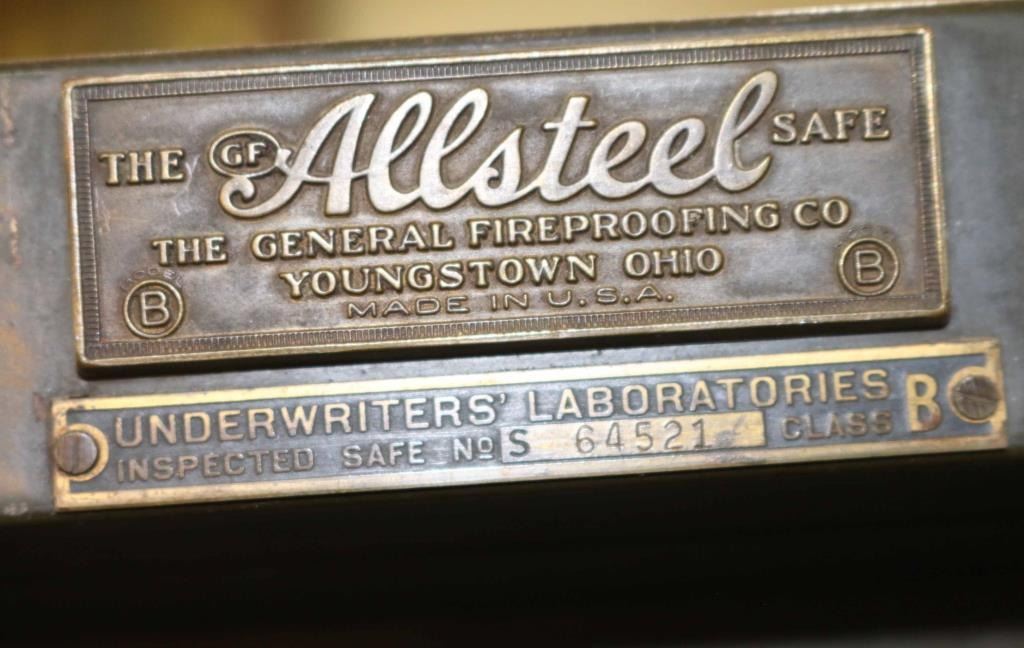 THE GF Allsteel SAFE
THE GENERAL FIREPROOFING CO
YOUNGSTOWN OHIO
MADE IN U.S.A.
B B
UNDERWRITERS' LABORATORIES
INSPECTED SAFE Nº S 64521 CLASS B